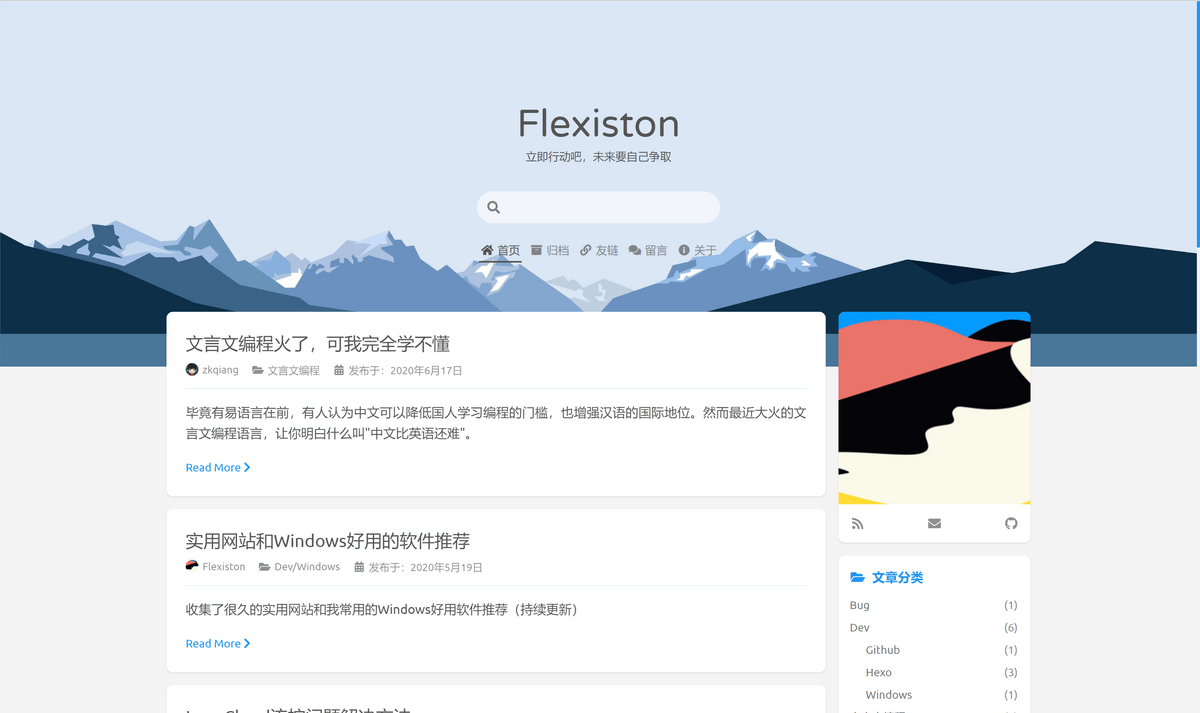 Flexiston
立即行动吧，未来要自己争取
首页 归档 友链 留言 关于
文言文编程火了，可我完全学不懂
zkqiang 文言文编程 发布于：2020年6月17日
毕竟有易语言在前，有人认为中文可以降低国人学习编程的门槛，也增强汉语的国际地位。然而最近大火的文
言文编程语言，让你明白什么叫"中文比英语还难"。
Read More
实用网站和Windows好用的软件推荐
Flexiston Dev/Windows 发布于：2020年5月19日
收集了很久的实用网站和我常用的Windows好用软件推荐（持续更新）
Read More
文章分类
Bug (1)
Dev (6)
Github (1)
Hexo (3)
Windows (1)